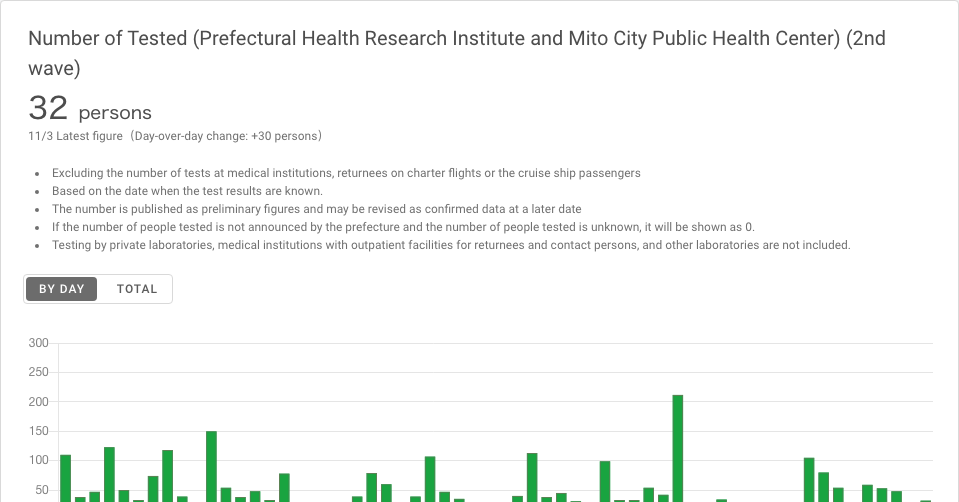 Number of Tested (Prefectural Health Research Institute and Mito City Public Health Center) (2nd
wave)
32 persons
11/3 Latest figure（Day-over-day change: +30 persons）
• Excluding the number of tests at medical institutions, returnees on charter flights or the cruise ship passengers
• Based on the date when the test results are known.
• The number is published as preliminary figures and may be revised as confirmed data at a later date
• If the number of people tested is not announced by the prefecture and the number of people tested is unknown, it will be shown as 0.
• Testing by private laboratories, medical institutions with outpatient facilities for returnees and contact persons, and other laboratories are not included.
BY DAY TOTAL
300
250
200
150
100
50